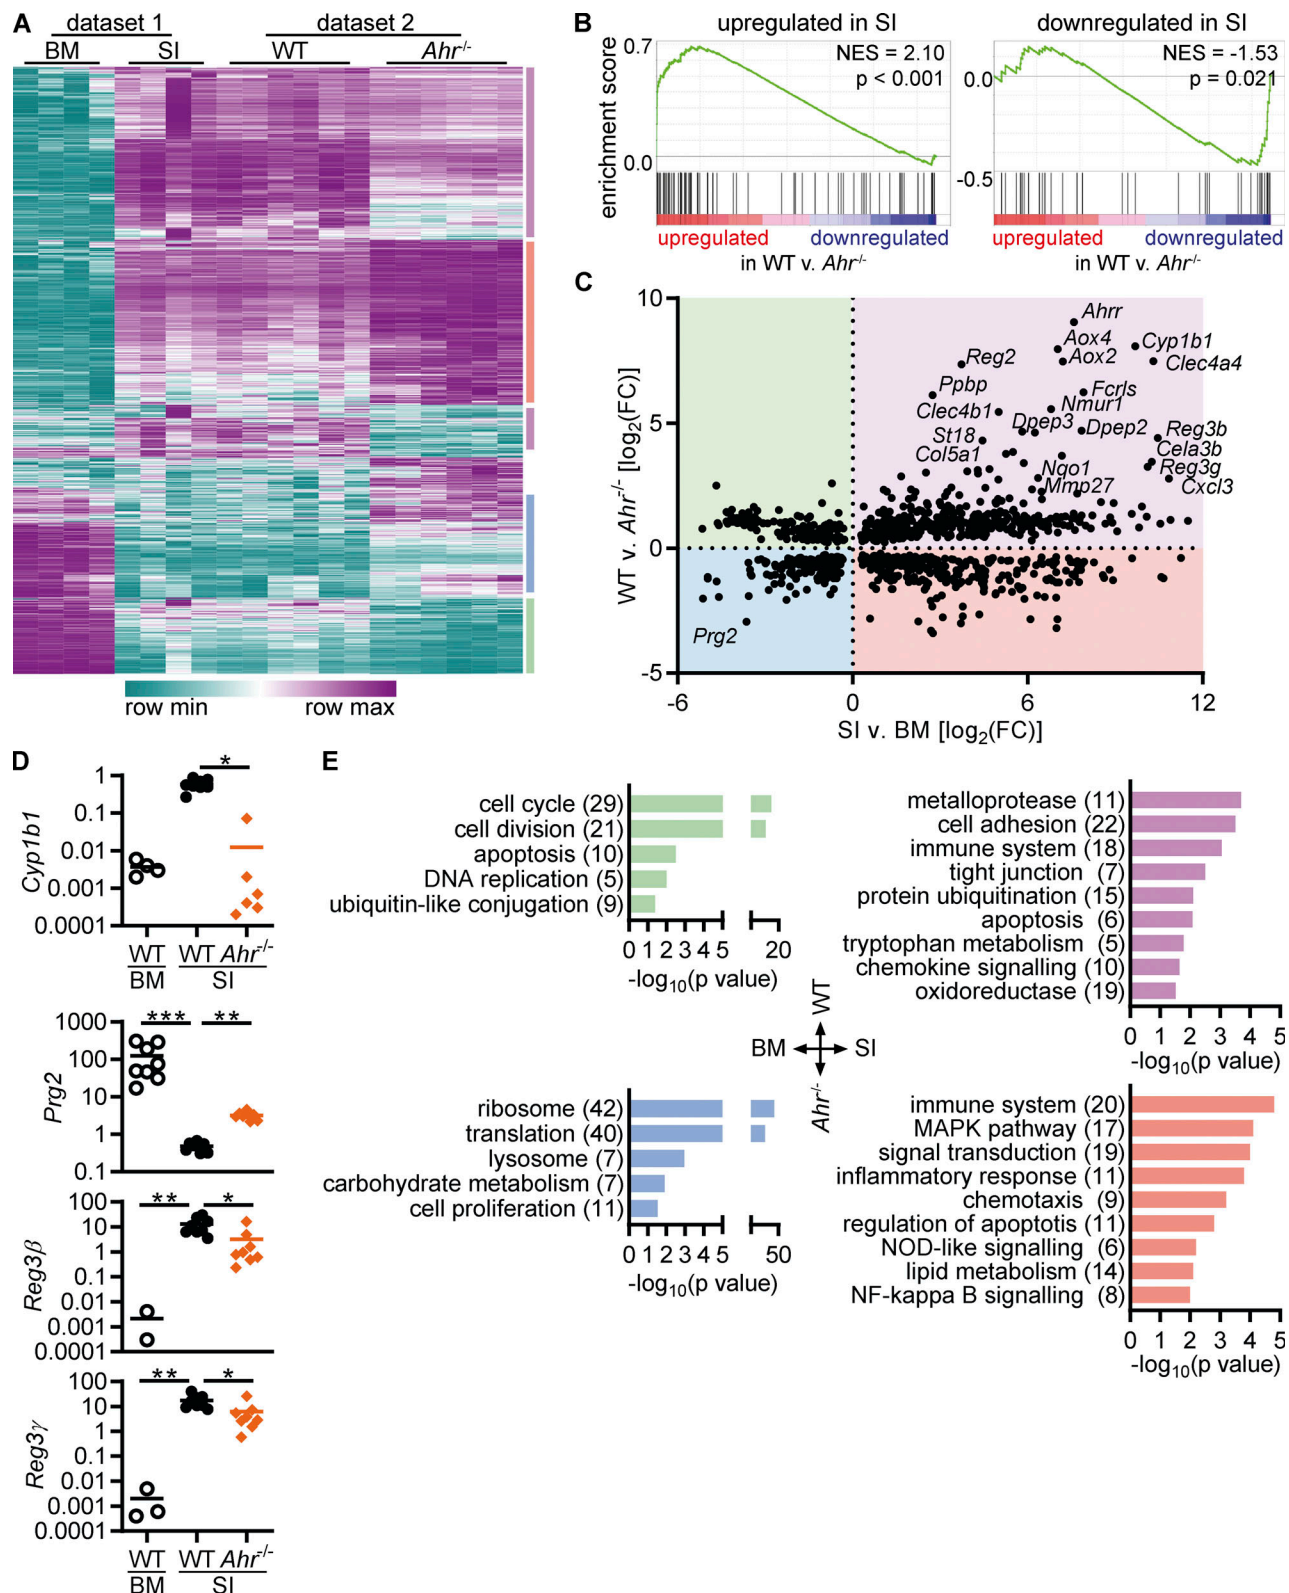 A
dataset 1
dataset 2
BM
SI
WT
Ahr-/-
row min
row max
B
upregulated in SI
downregulated in SI
enrichment score
0.7
0.0
NES = 2.10
p < 0.001
0.0
-0.5
NES = -1.53
p = 0.021
upregulated
downregulated
in WT v. Ahr-/-
upregulated
downregulated
in WT v. Ahr-/-
C
WT v. Ahr-/- [log2(FC)]
10
5
0
-5
-6
0
6
12
SI v. BM [log2(FC)]
Ahrr
Aox4
Cyp1b1
Aox2
Clec4a4
Reg2
Ppbp
Fcrls
Nmur1
Clec4b1
Dpep3
Dpep2
Reg3b
St18
Cela3b
Col5a1
Nqo1
Reg3g
Mmp27
Cxcl3
Prg2
D
Cyp1b1
1
0.1
0.01
0.001
0.0001
*
WT
WT
Ahr-/-
BM
SI
Prg2
1000
100
10
1
0.1
***
**
Reg3β
100
10
1
0.1
0.01
0.001
0.0001
**
*
Reg3γ
100
10
1
0.1
0.01
0.001
0.0001
**
*
WT
WT
Ahr-/-
BM
SI
E
cell cycle (29)
cell division (21)
apoptosis (10)
DNA replication (5)
ubiquitin-like conjugation (9)
0 1 2 3 5 20
-log10(p value)
metalloprotease (11)
cell adhesion (22)
immune system (18)
tight junction (7)
protein ubiquitination (15)
apoptosis (6)
tryptophan metabolism (5)
chemokine signalling (10)
oxidoreductase (19)
0 1 2 3 4 5
-log10(p value)
WT
BM
SI
Ahr-/-
ribosome (42)
translation (40)
lysosome (7)
carbohydrate metabolism (7)
cell proliferation (11)
0 1 2 3 5 50
-log10(p value)
immune system (20)
MAPK pathway (17)
signal transduction (19)
inflammatory response (11)
chemotaxis (9)
regulation of apoptotis (11)
NOD-like signalling (6)
lipid metabolism (14)
NF-kappa B signalling (8)
0 1 2 3 4 5
-log10(p value)